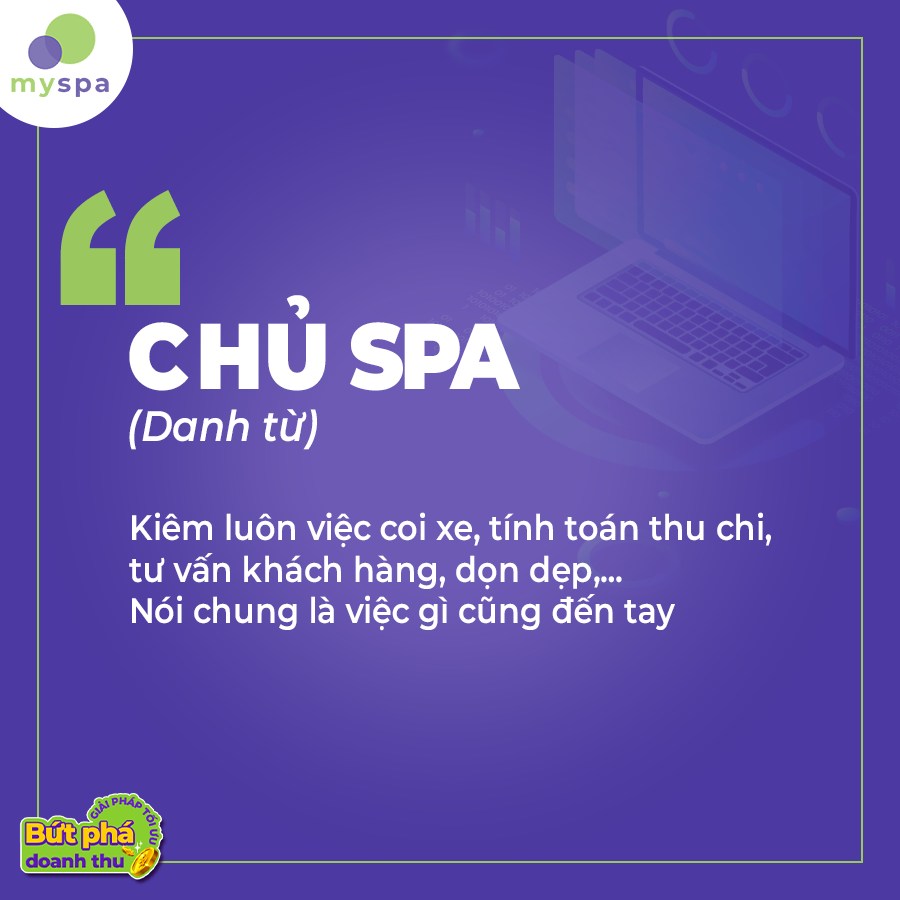 myspa
CHỦ SPA
(Danh từ)
Kiêm luôn việc coi xe, tính toán thu chi,
tư vấn khách hàng, dọn dẹp,...
Nói chung là việc gì cũng đến tay
GIẢI PHÁP TỐI ƯU
Bứt phá
doanh thu